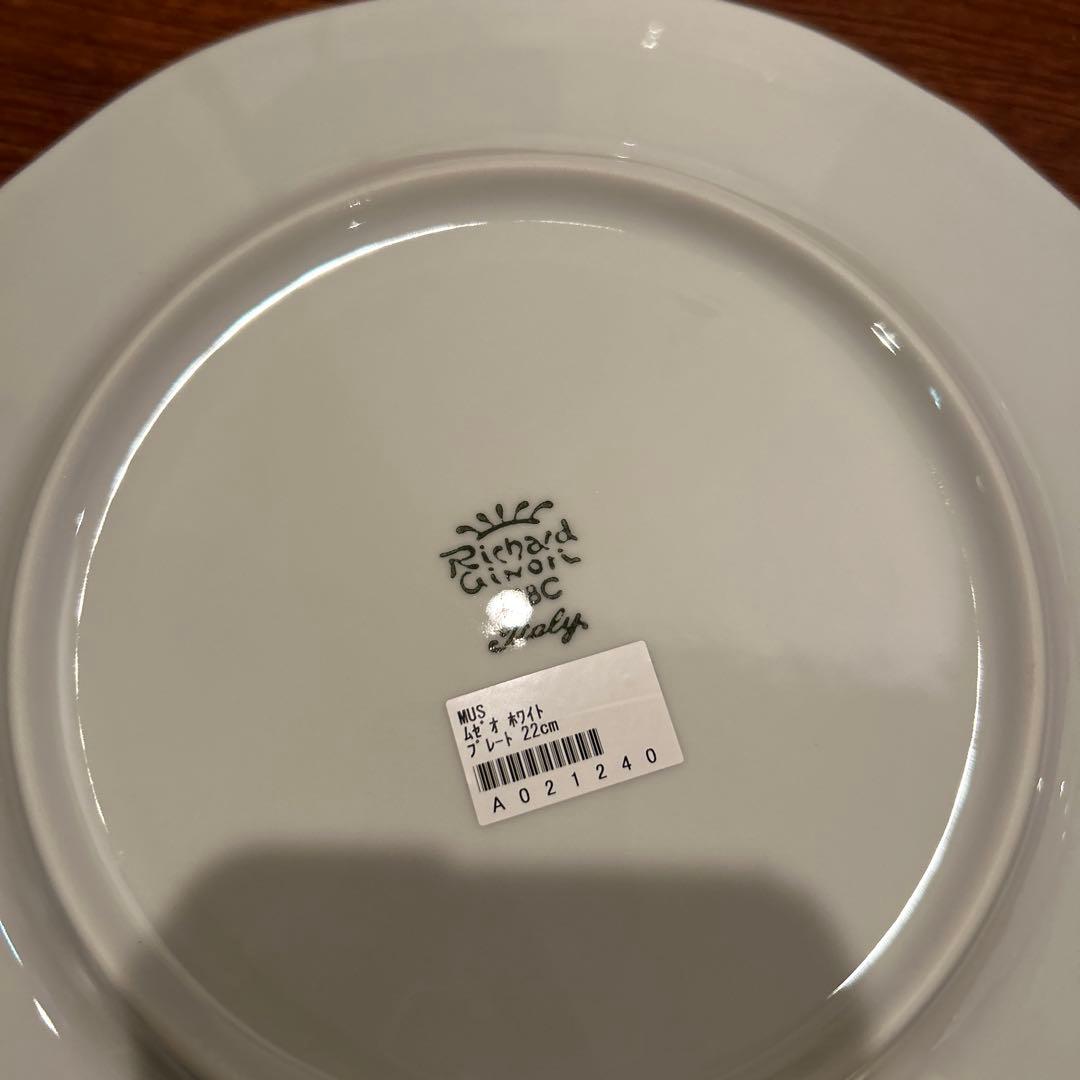 Richard
Ginori
Italy
MUS
ﾑｾﾞｵ ﾎﾜｲﾄ
ﾌﾟﾚｰﾄ 22cm
A021240